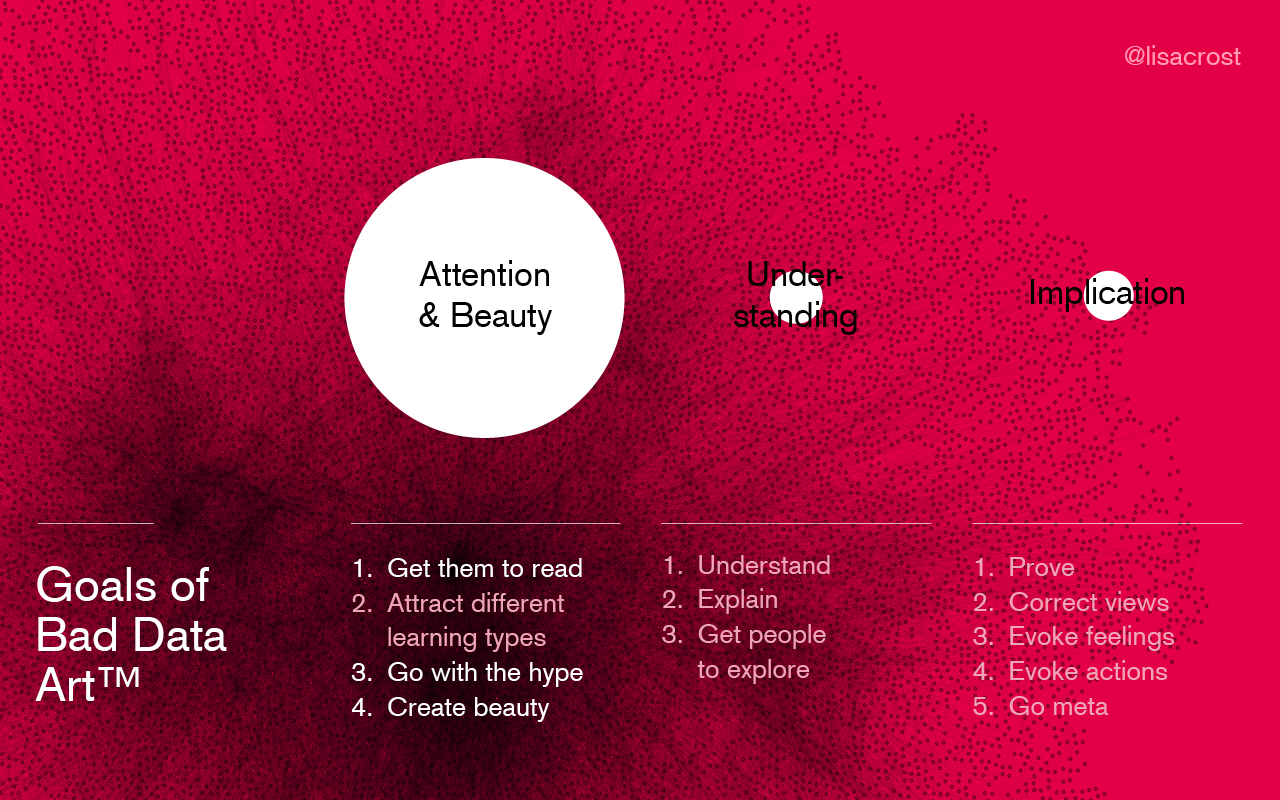 @lisacrost
Attention
& Beauty
Under-
standing
Implication
Goals of
Bad Data
Art™
1. Get them to read
2. Attract different
learning types
3. Go with the hype
4. Create beauty
1. Understand
2. Explain
3. Get people
to explore
1. Prove
2. Correct views
3. Evoke feelings
4. Evoke actions
5. Go meta